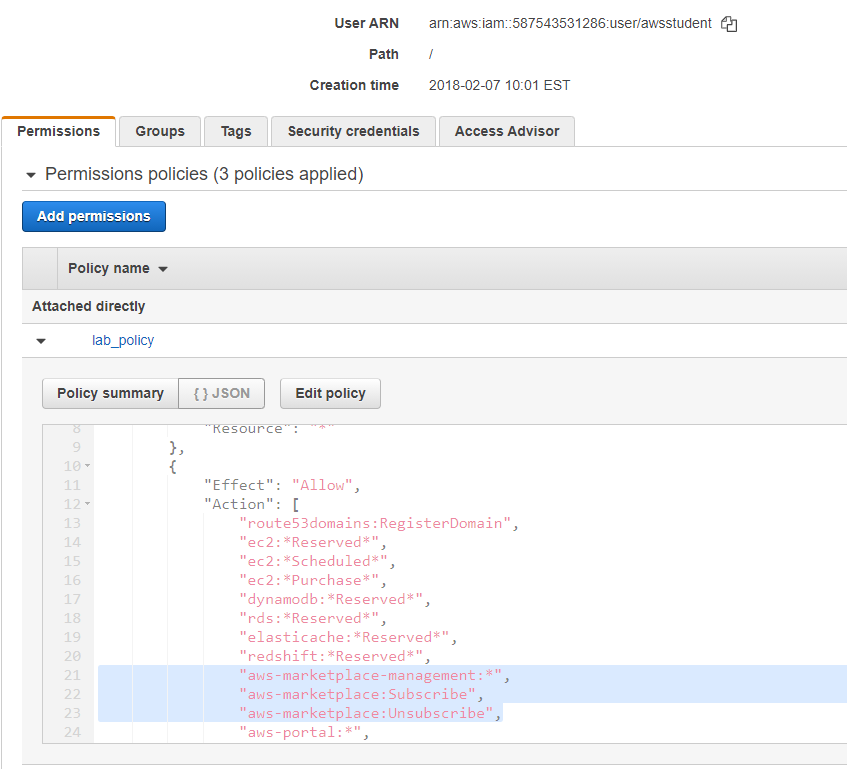 User ARN arn:aws:iam::587543531286:user/awsstudent
Path /
Creation time 2018-02-07 10:01 EST
Permissions Groups Tags Security credentials Access Advisor
Permissions policies (3 policies applied)
Add permissions
Policy name
Attached directly
lab_policy
Policy summary { } JSON Edit policy
8 "Resource": "*"
9 },
10 {
11 "Effect": "Allow",
12 "Action": [
13 "route53domains:RegisterDomain",
14 "ec2:*Reserved*",
15 "ec2:*Scheduled*",
16 "ec2:*Purchase*",
17 "dynamodb:*Reserved*",
18 "rds:*Reserved*",
19 "elasticache:*Reserved*",
20 "redshift:*Reserved*",
21 "aws-marketplace-management:*",
22 "aws-marketplace:Subscribe",
23 "aws-marketplace:Unsubscribe",
24 "aws-portal:*",